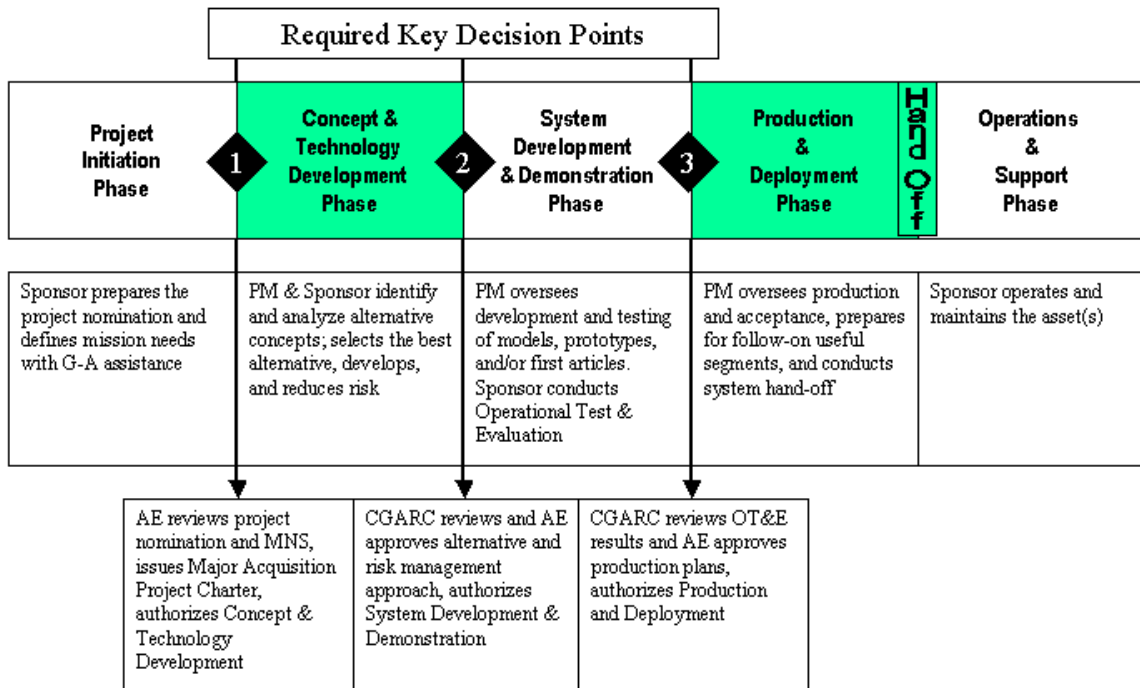 Required Key Decision Points
Project
Initiation
Phase
1
Concept &
Technology
Development
Phase
2
System
Development
& Demonstration
Phase
3
Production
&
Deployment
Phase
Hand Off
Operations
&
Support
Phase
Sponsor prepares the
project nomination and
defines mission needs
with G-A assistance
PM & Sponsor identify
and analyze alternative
concepts; selects the best
alternative, develops,
and reduces risk
PM oversees
development and testing
of models, prototypes,
and/or first articles.
Sponsor conducts
Operational Test &
Evaluation
PM oversees production
and acceptance, prepares
for follow-on useful
segments, and conducts
system hand-off
Sponsor operates and
maintains the asset(s)
AE reviews project
nomination and MNS,
issues Major Acquisition
Project Charter,
authorizes Concept &
Technology
Development
CGARC reviews and AE
approves alternative and
risk management
approach, authorizes
System Development &
Demonstration
CGARC reviews OT&E
results and AE approves
production plans,
authorizes Production
and Deployment